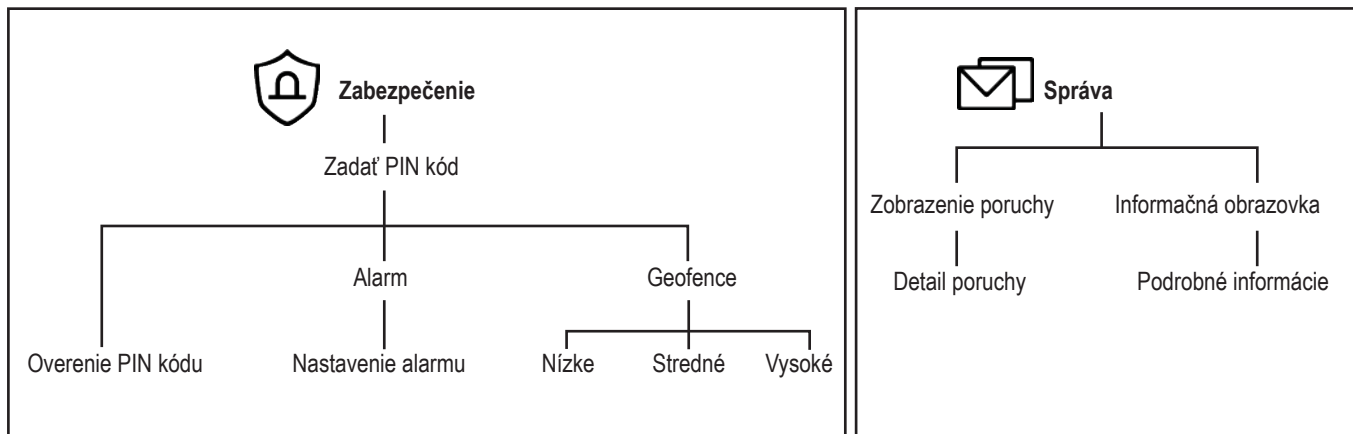 Zabezpečenie
Zadať PIN kód
Alarm
Geofence
Overenie PIN kódu
Nastavenie alarmu
Nízke
Stredné
Vysoké
Správa
Zobrazenie poruchy
Informačná obrazovka
Detail poruchy
Podrobné informácie